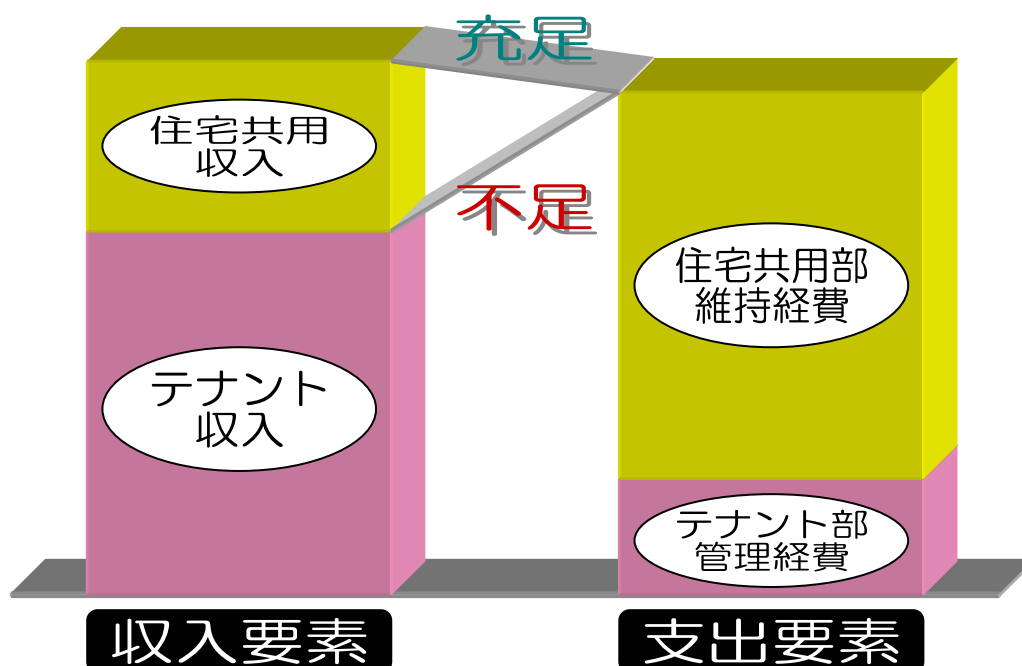 充足
住宅共用
収入
不足
住宅共用部
維持経費
テナント
収入
テナント部
管理経費
収入要素
支出要素